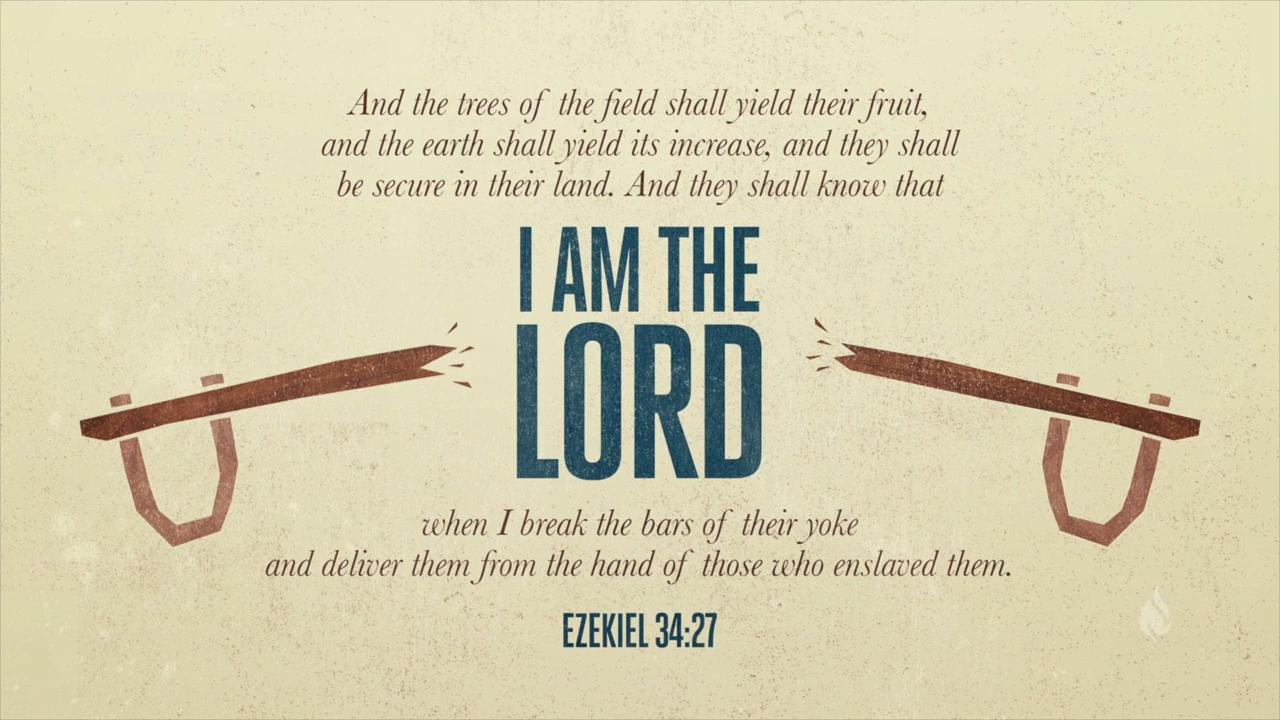 And the trees of the field shall yield their fruit,
and the earth shall yield its increase, and they shall
be secure in their land. And they shall know that
I AM THE
LORD
when I break the bars of their yoke
and deliver them from the hand of those who enslaved them.
EZEKIEL 34:27